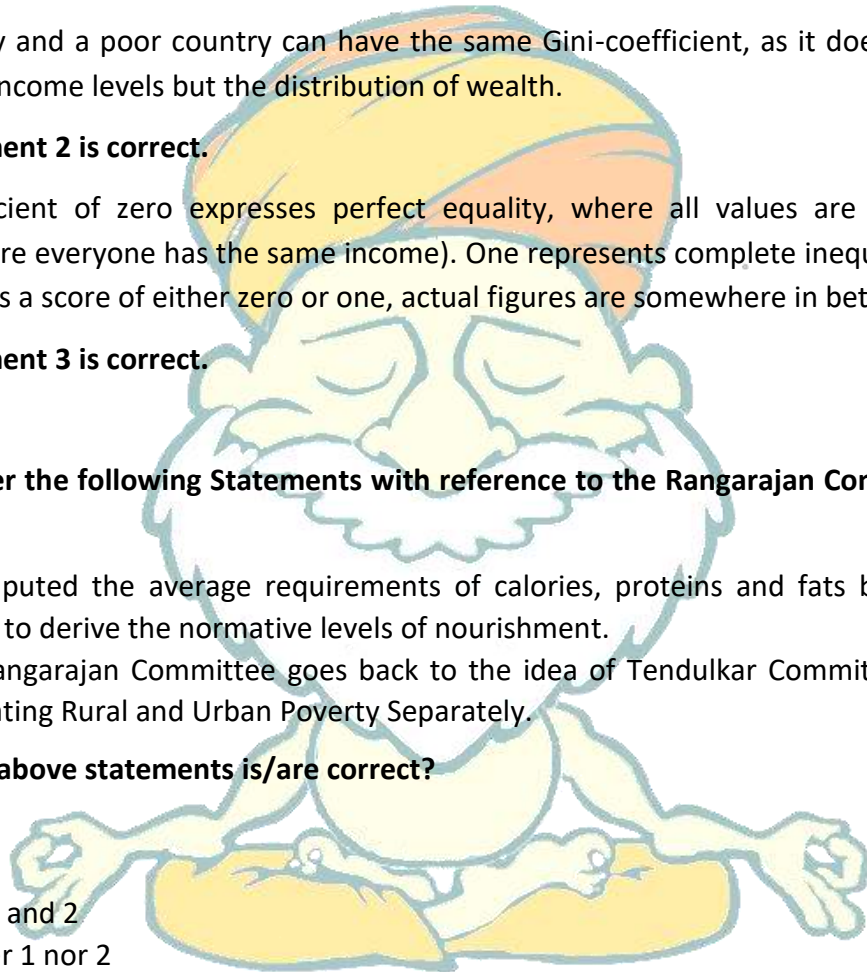 y and a poor country can have the same Gini-coefficient, as it doe
ncome levels but the distribution of wealth.
nent 2 is correct.
cient of zero expresses perfect equality, where all values are
re everyone has the same income). One represents complete inequ
s a score of either zero or one, actual figures are somewhere in bet
nent 3 is correct.
er the following Statements with reference to the Rangarajan Con
puted the average requirements of calories, proteins and fats b
to derive the normative levels of nourishment.
angarajan Committee goes back to the idea of Tendulkar Commit
ating Rural and Urban Poverty Separately.
above statements is/are correct?
and 2
r 1 nor 2